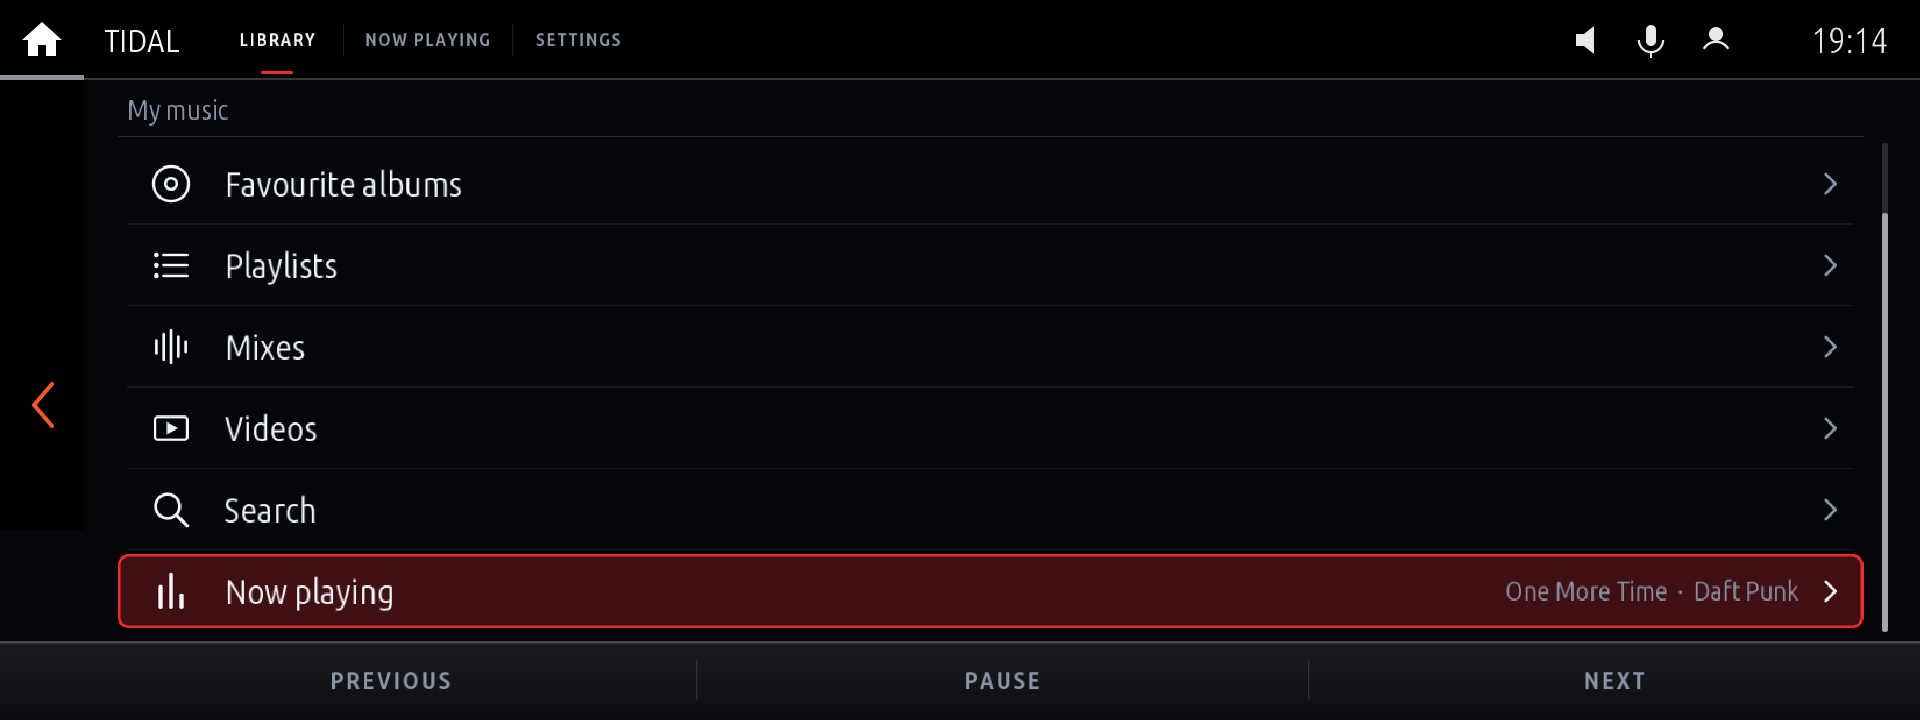 TIDAL LIBRARY NOW PLAYING SETTINGS 19:14
My music
Favourite albums
Playlists
Mixes
Videos
Search
Now playing One More Time · Daft Punk
PREVIOUS PAUSE NEXT